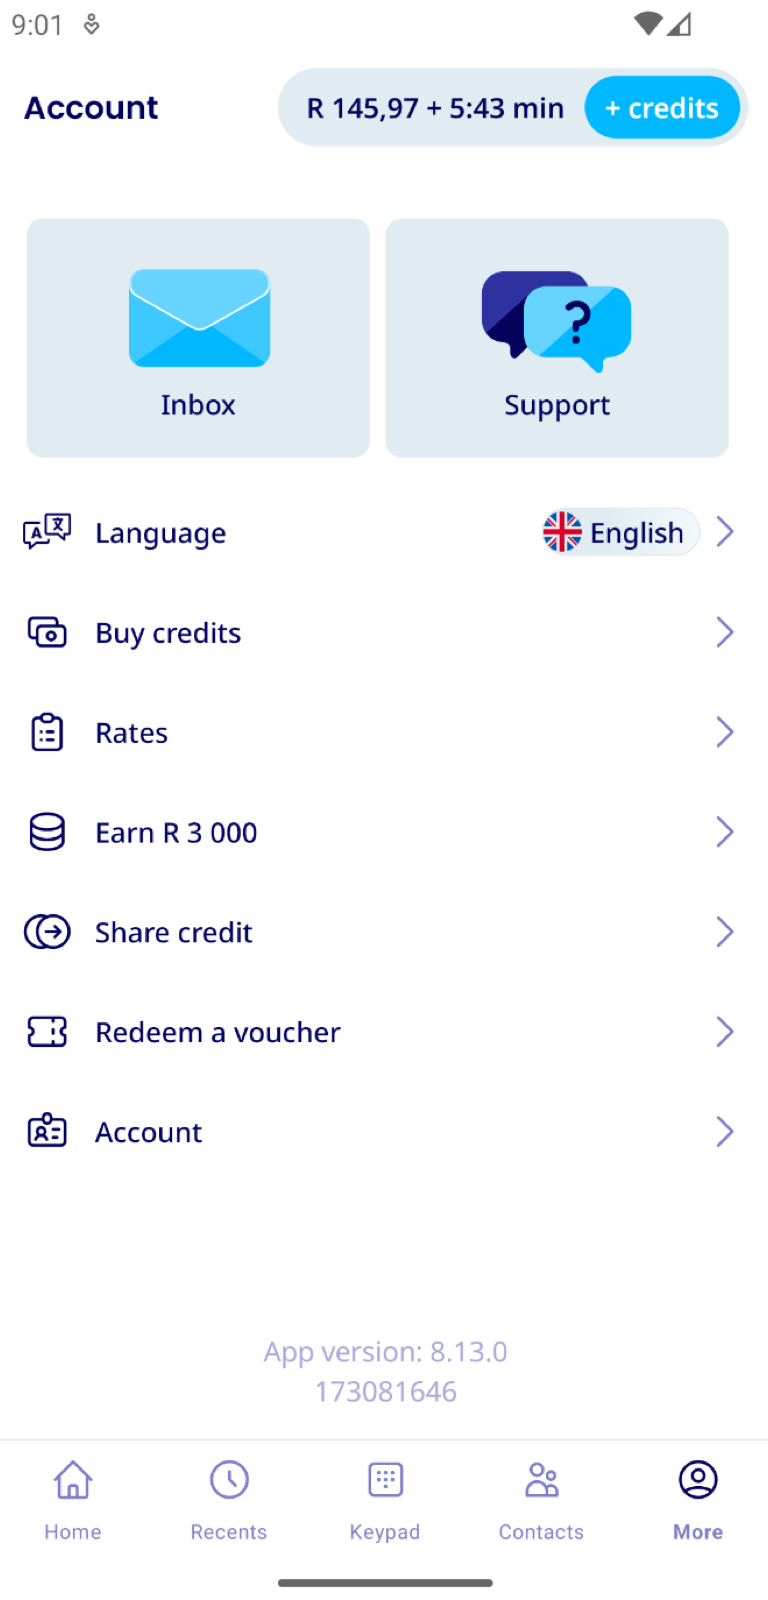 9:01
Account
R 145,97 + 5:43 min
+ credits
Inbox
Support
Language
English
Buy credits
Rates
Earn R 3 000
Share credit
Redeem a voucher
Account
App version: 8.13.0
173081646
Home
Recents
Keypad
Contacts
More